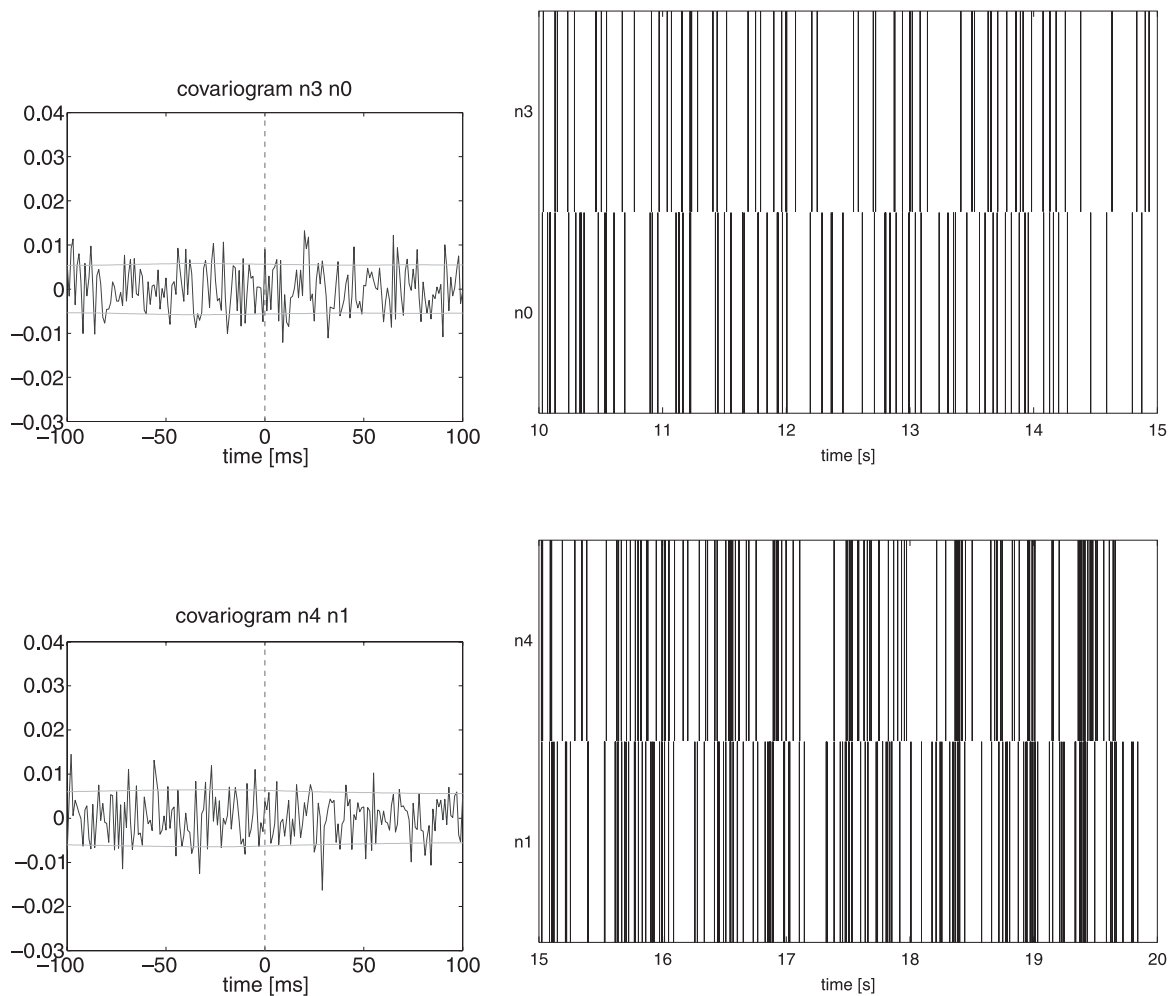 covariogram n3 n0
0.04
0.03
0.02
0.01
0
−0.01
−0.02
−0.03
−100 −50 0 50 100
time [ms]
n3
n0
10 11 12 13 14 15
time [s]
covariogram n4 n1
0.04
0.03
0.02
0.01
0
−0.01
−0.02
−0.03
−100 −50 0 50 100
time [ms]
n4
n1
15 16 17 18 19 20
time [s]